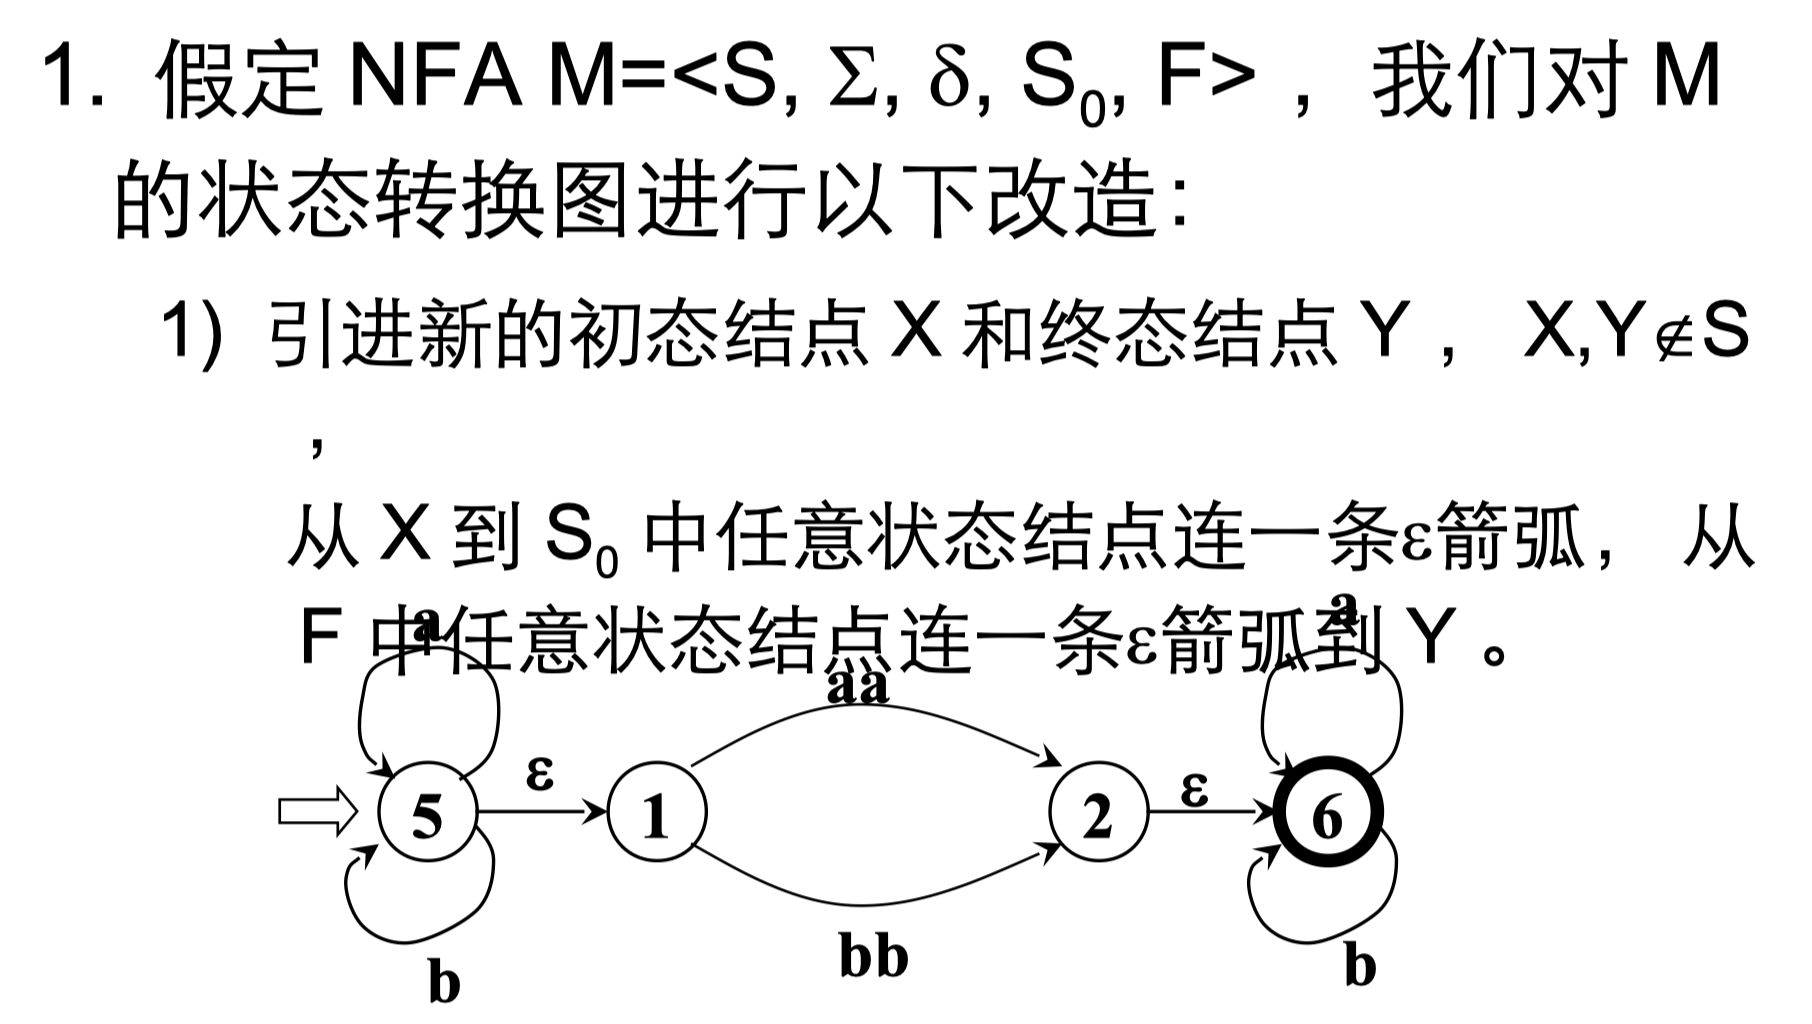 1. 假定 NFA M=<S, Σ, δ, S₀, F>， 我们对 M
的状态转换图进行以下改造：
1) 引进新的初态结点 X 和终态结点 Y， X,Y∉S
，
从 X 到 S₀ 中任意状态结点连一条ε箭弧， 从
F 中任意状态结点连一条ε箭弧到 Y 。
a a
aa
ε ε
5 1 2 6
bb
b b